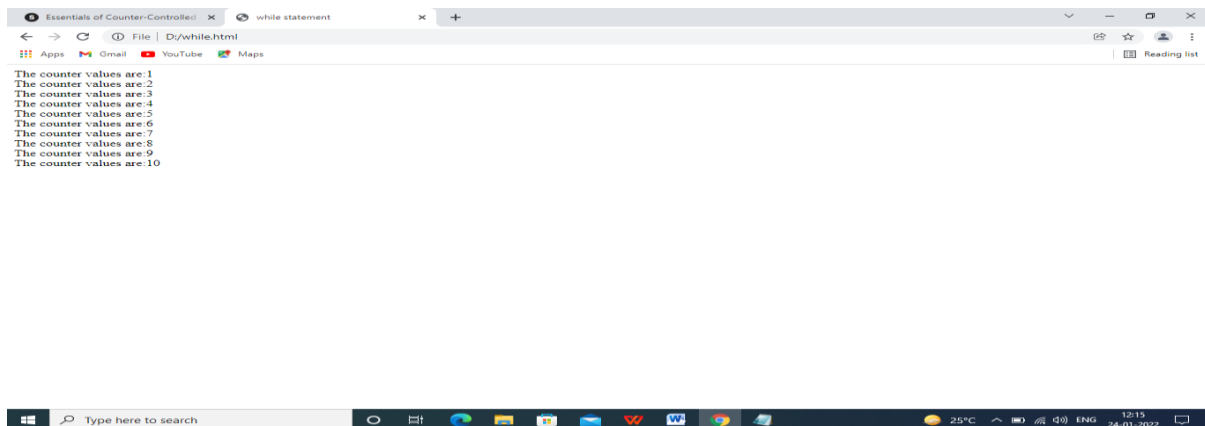 Essentials of Counter-Controlled
while statement
File | D:/while.html
Apps Gmail YouTube Maps Reading list
The counter values are:1
The counter values are:2
The counter values are:3
The counter values are:4
The counter values are:5
The counter values are:6
The counter values are:7
The counter values are:8
The counter values are:9
The counter values are:10
Type here to search
25°C ENG 12:15
24-01-2022